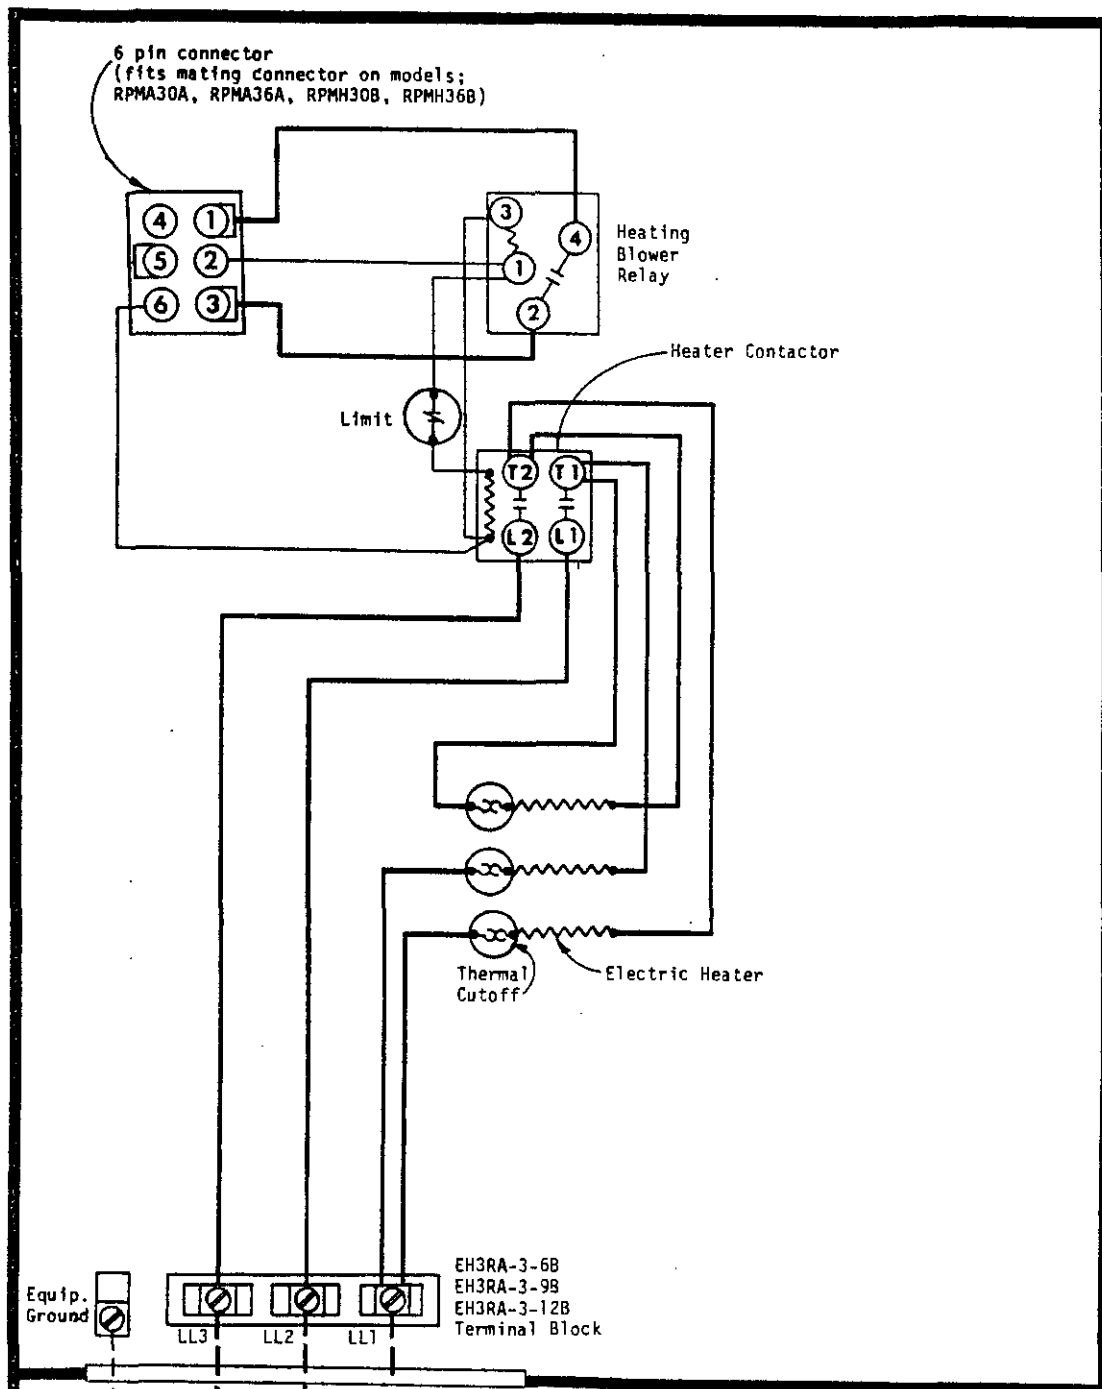 6 pin connector
(fits mating connector on models;
RPMA30A, RPMA36A, RPMH30B, RPMH36B)
4 1
5 2
6 3
3
4
1
2
Heating
Blower
Relay
Heater Contactor
Limit
T2 T1
L2 L1
Thermal
Cutoff
Electric Heater
EH3RA-3-6B
EH3RA-3-9B
EH3RA-3-12B
Terminal Block
Equip.
Ground
LL3 LL2 LL1